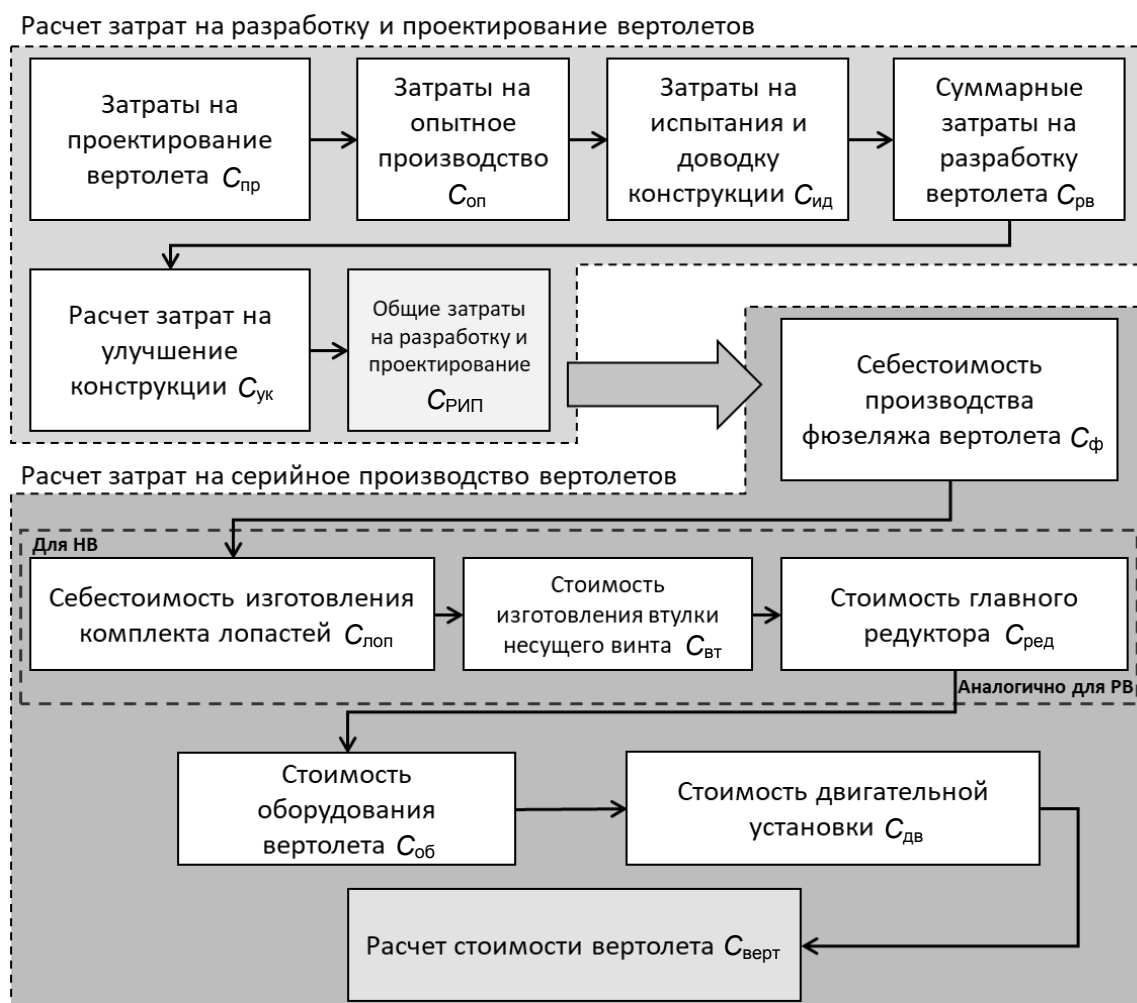 Расчет затрат на разработку и проектирование вертолетов
Затраты на
проектирование
вертолета Cпр
Затраты на
опытное
производство
Cоп
Затраты на
испытания и
доводку
конструкции Cид
Суммарные
затраты на
разработку
вертолета Cрв
Расчет затрат на
улучшение
конструкции Cук
Общие затраты
на разработку и
проектирование
CРИП
Себестоимость
производства
фюзеляжа вертолета Cф
Расчет затрат на серийное производство вертолетов
Для НВ
Себестоимость изготовления
комплекта лопастей Cлоп
Стоимость
изготовления втулки
несущего винта Cвт
Стоимость главного
редуктора Cред
Аналогично для РВ
Стоимость
оборудования
вертолета Cоб
Стоимость двигательной
установки Cдв
Расчет стоимости вертолета Cверт